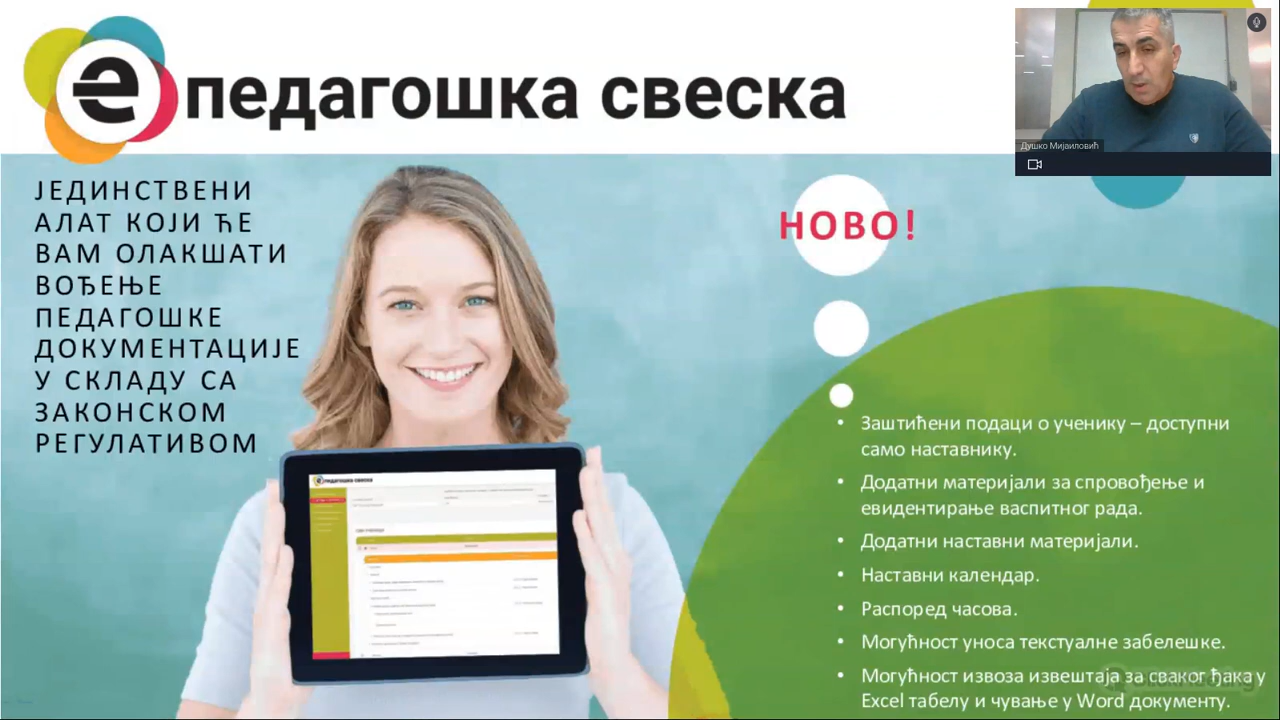 е педагошка свеска
Душко Мијаиловић
ЈЕДИНСТВЕНИ
АЛАТ КОЈИ ЋЕ
ВАМ ОЛАКШАТИ
ВОЂЕЊЕ
ПЕДАГОШКЕ
ДОКУМЕНТАЦИЈЕ
У СКЛАДУ СА
ЗАКОНСКОМ
РЕГУЛАТИВОМ
НОВО!
• Заштићени подаци о ученику – доступни
само наставнику.
• Додатни материјали за спровођење и
евидентирање васпитног рада.
• Додатни наставни материјали.
• Наставни календар.
• Распоред часова.
• Могућност уноса текстуалне забелешке.
• Могућност извоза извештаја за сваког ђака у
Excel табелу и чување у Word документу.
педагошка свеска